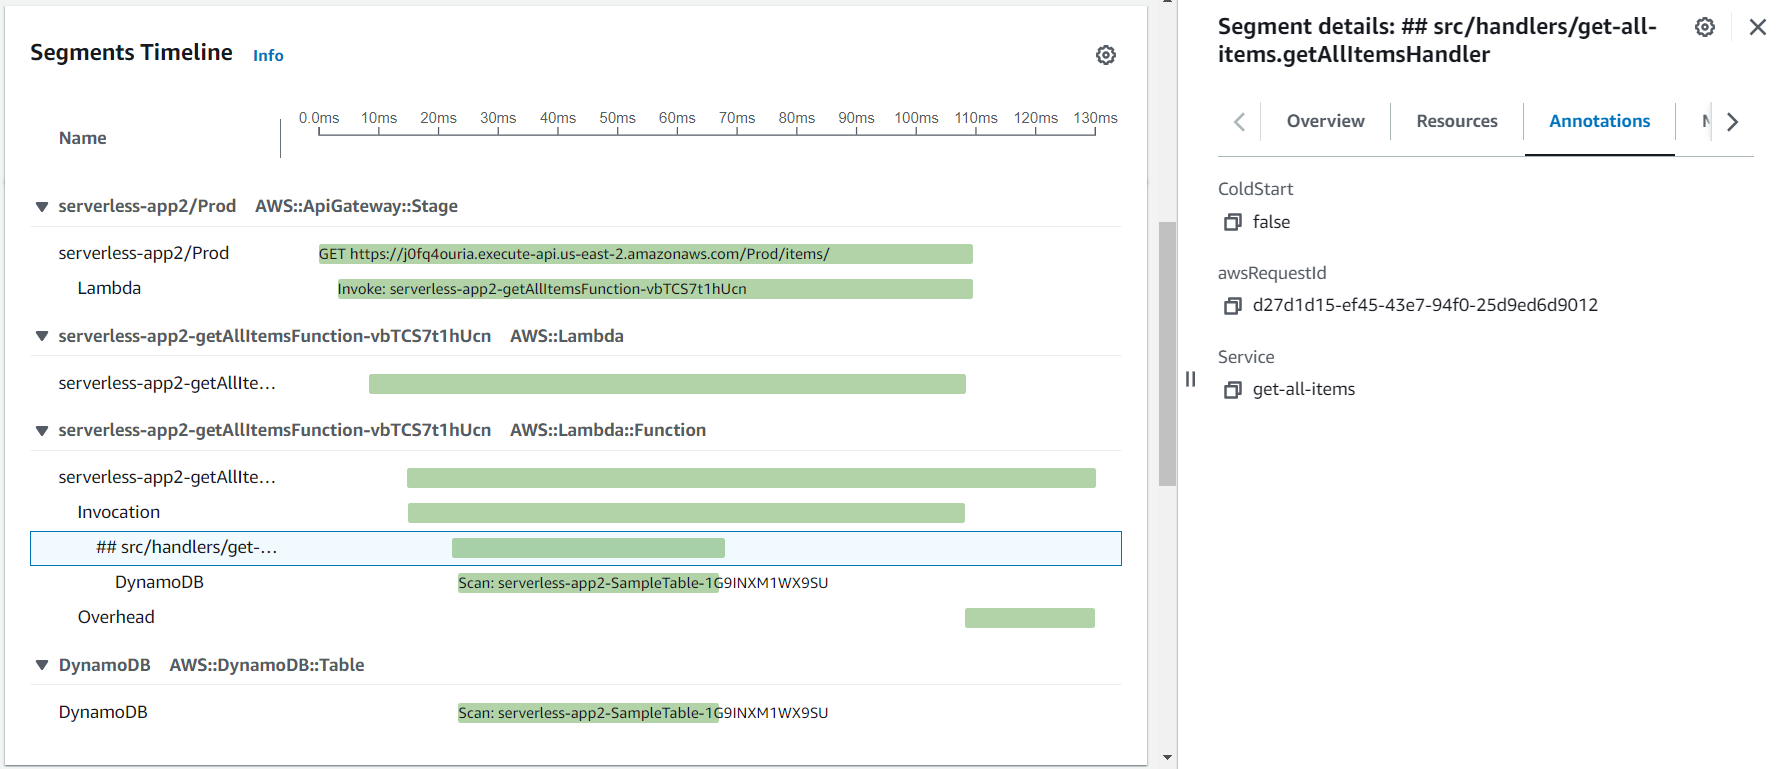 Segments Timeline Info
0.0ms 10ms 20ms 30ms 40ms 50ms 60ms 70ms 80ms 90ms 100ms 110ms 120ms 130ms
Name
serverless-app2/Prod AWS::ApiGateway::Stage
serverless-app2/Prod GET https://j0fq4ouria.execute-api.us-east-2.amazonaws.com/Prod/items/
Lambda Invoke: serverless-app2-getAllItemsFunction-vbTCS7t1hUcn
serverless-app2-getAllItemsFunction-vbTCS7t1hUcn AWS::Lambda
serverless-app2-getAllIte...
serverless-app2-getAllItemsFunction-vbTCS7t1hUcn AWS::Lambda::Function
serverless-app2-getAllIte...
Invocation
## src/handlers/get-...
DynamoDB Scan: serverless-app2-SampleTable-1G9INXM1WX9SU
Overhead
DynamoDB AWS::DynamoDB::Table
DynamoDB Scan: serverless-app2-SampleTable-1G9INXM1WX9SU
Segment details: ## src/handlers/get-all-
items.getAllItemsHandler
Overview Resources Annotations
ColdStart
false
awsRequestId
d27d1d15-ef45-43e7-94f0-25d9ed6d9012
Service
get-all-items